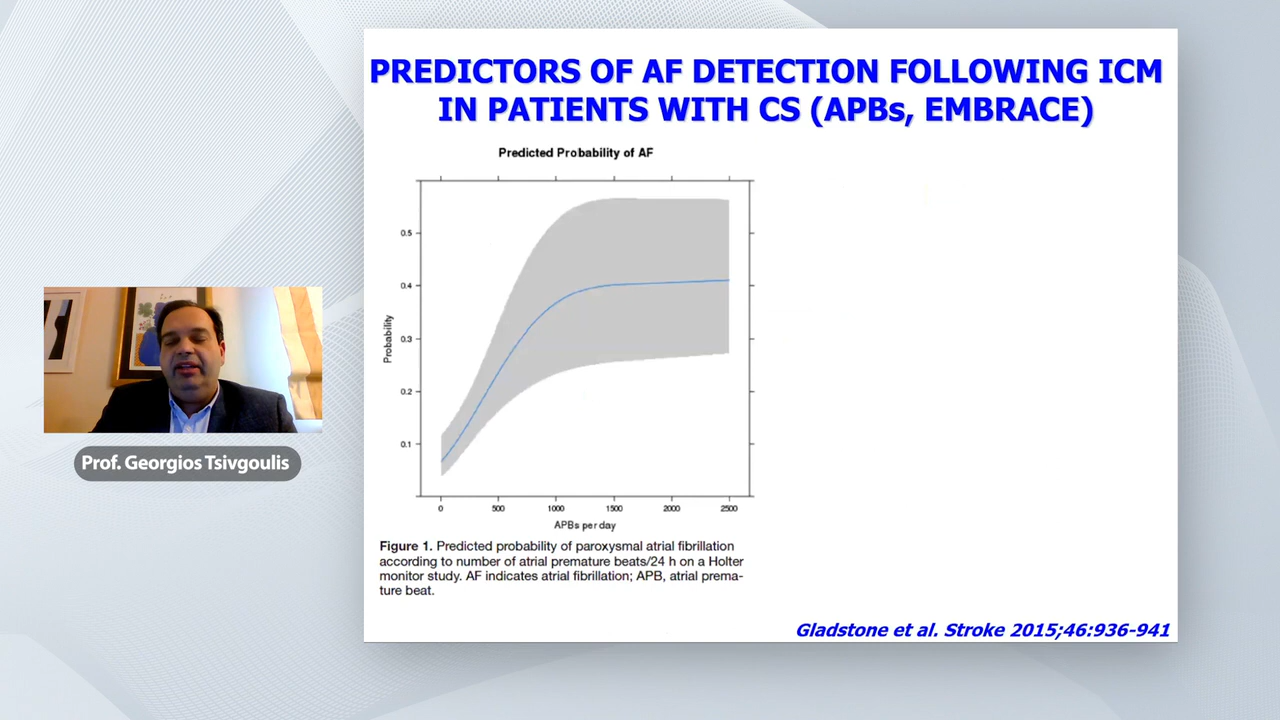 PREDICTORS OF AF DETECTION FOLLOWING ICM
IN PATIENTS WITH CS (APBs, EMBRACE)
Predicted Probability of AF
0.5
0.4
0.3
0.2
0.1
Probability
0 500 1000 1500 2000 2500
APBs per day
Figure 1. Predicted probability of paroxysmal atrial fibrillation
according to number of atrial premature beats/24 h on a Holter
monitor study. AF indicates atrial fibrillation; APB, atrial prema-
ture beat.
Gladstone et al. Stroke 2015;46:936-941
Prof. Georgios Tsivgoulis